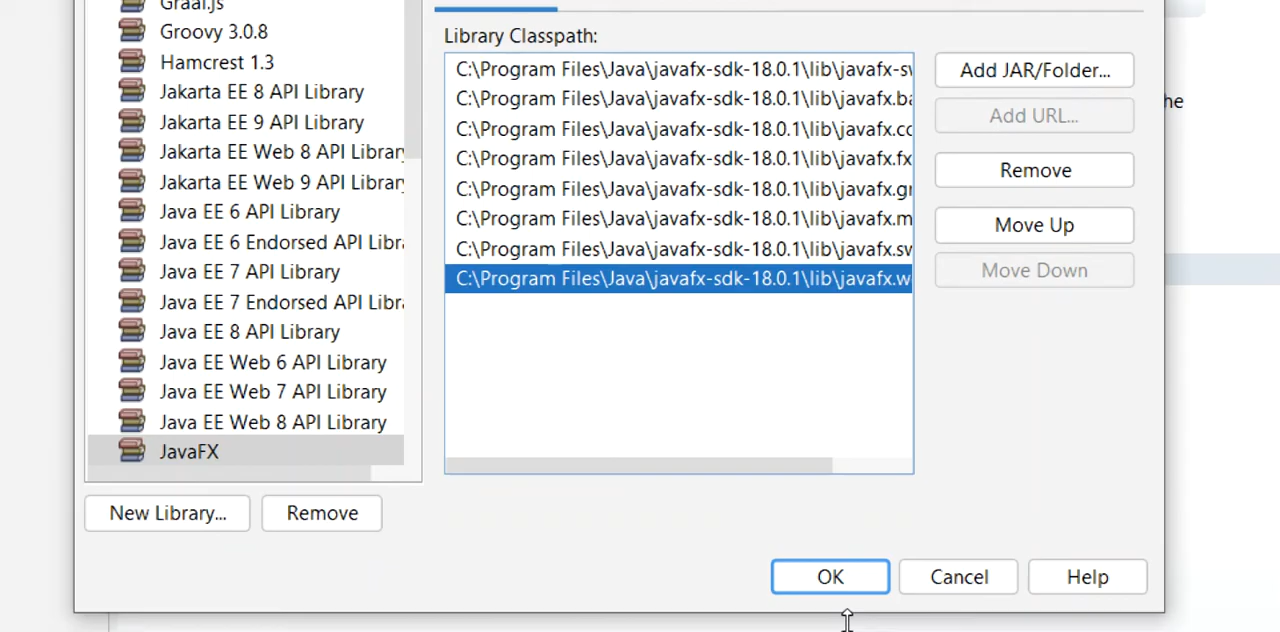 Graal.js
Groovy 3.0.8
Hamcrest 1.3
Jakarta EE 8 API Library
Jakarta EE 9 API Library
Jakarta EE Web 8 API Library
Jakarta EE Web 9 API Library
Java EE 6 API Library
Java EE 6 Endorsed API Libra
Java EE 7 API Library
Java EE 7 Endorsed API Libra
Java EE 8 API Library
Java EE Web 6 API Library
Java EE Web 7 API Library
Java EE Web 8 API Library
JavaFX
New Library...
Remove
Library Classpath:
C:\Program Files\Java\javafx-sdk-18.0.1\lib\javafx-sw
C:\Program Files\Java\javafx-sdk-18.0.1\lib\javafx.ba
C:\Program Files\Java\javafx-sdk-18.0.1\lib\javafx.co
C:\Program Files\Java\javafx-sdk-18.0.1\lib\javafx.fx
C:\Program Files\Java\javafx-sdk-18.0.1\lib\javafx.gr
C:\Program Files\Java\javafx-sdk-18.0.1\lib\javafx.m
C:\Program Files\Java\javafx-sdk-18.0.1\lib\javafx.sw
C:\Program Files\Java\javafx-sdk-18.0.1\lib\javafx.w
Add JAR/Folder...
Add URL...
Remove
Move Up
Move Down
he
OK
Cancel
Help